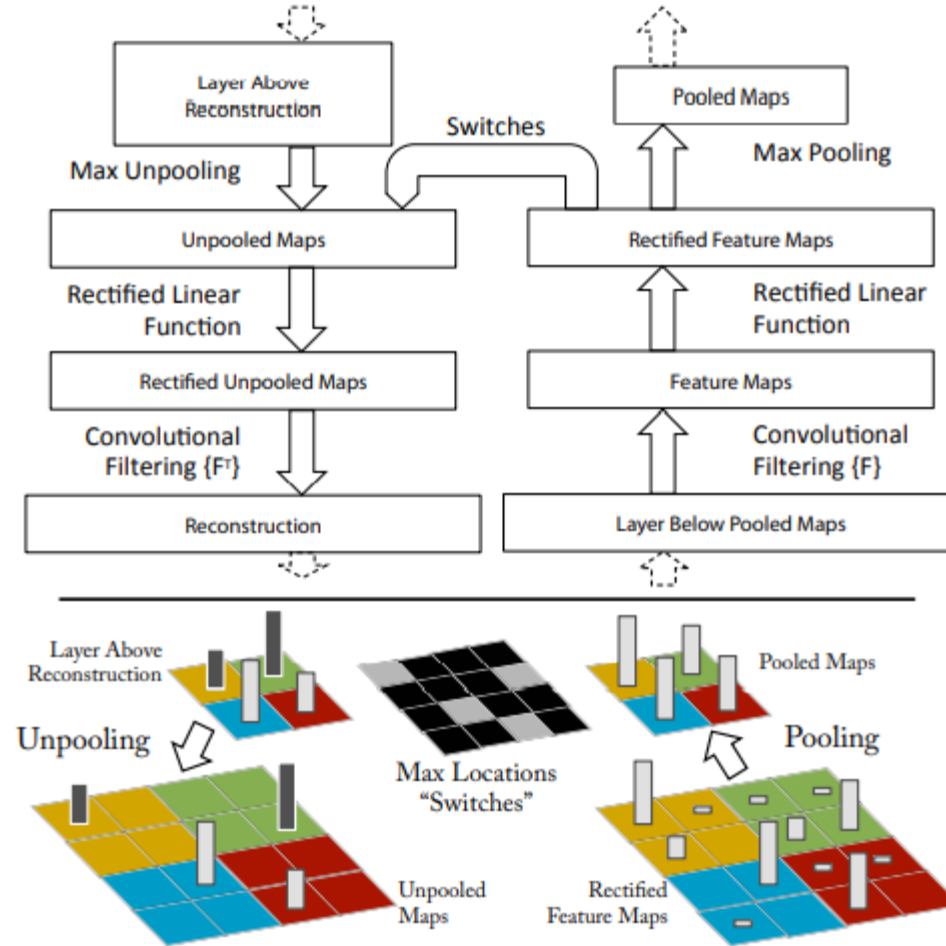 Layer Above
Reconstruction
Pooled Maps
Switches
Max Unpooling
Max Pooling
Unpooled Maps
Rectified Feature Maps
Rectified Linear
Function
Rectified Linear
Function
Rectified Unpooled Maps
Feature Maps
Convolutional
Filtering {Fᵀ}
Convolutional
Filtering {F}
Reconstruction
Layer Below Pooled Maps
Layer Above
Reconstruction
Pooled Maps
Unpooling
Pooling
Max Locations
“Switches”
Unpooled
Maps
Rectified
Feature Maps